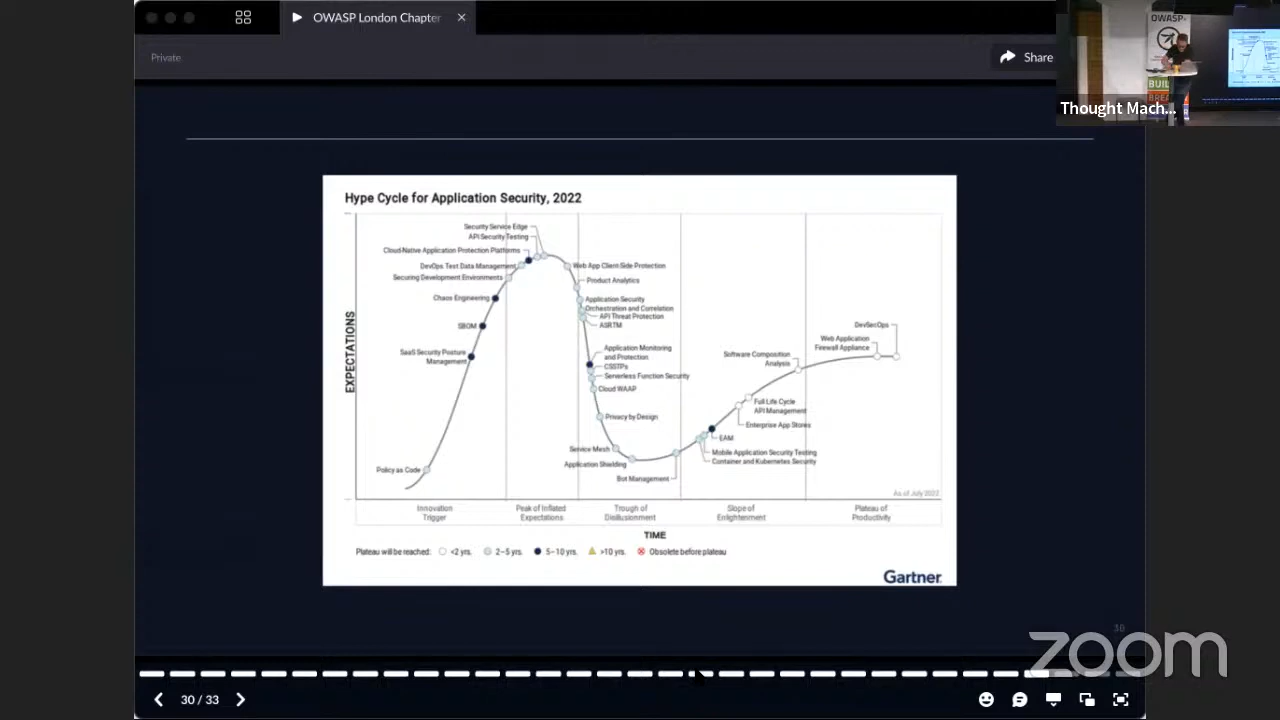 OWASP London Chapter
Private
Share
OWASP
BUIL
BREA
Thought Mach...
Hype Cycle for Application Security, 2022
EXPECTATIONS
Security Service Edge
API Security Testing
Cloud-Native Application Protection Platforms
DevOps Test Data Management
Securing Development Environments
Chaos Engineering
SBOM
SaaS Security Posture
Management
Policy as Code
Web App Client-Side Protection
Product Analytics
Application Security
Orchestration and Correlation
API Threat Protection
ASRTM
Application Monitoring
and Protection
CSSTPs
Serverless Function Security
Cloud WAAP
Privacy by Design
Service Mesh
Application Shielding
Bot Management
EAM
Mobile Application Security Testing
Container and Kubernetes Security
Enterprise App Stores
Full Life Cycle
API Management
Software Composition
Analysis
Web Application
Firewall Appliance
DevSecOps
As of July 2022
Innovation
Trigger
Peak of Inflated
Expectations
Trough of
Disillusionment
Slope of
Enlightenment
Plateau of
Productivity
TIME
Plateau will be reached: <2 yrs. 2–5 yrs. 5–10 yrs. >10 yrs. Obsolete before plateau
Gartner
30
zoom
30 / 33